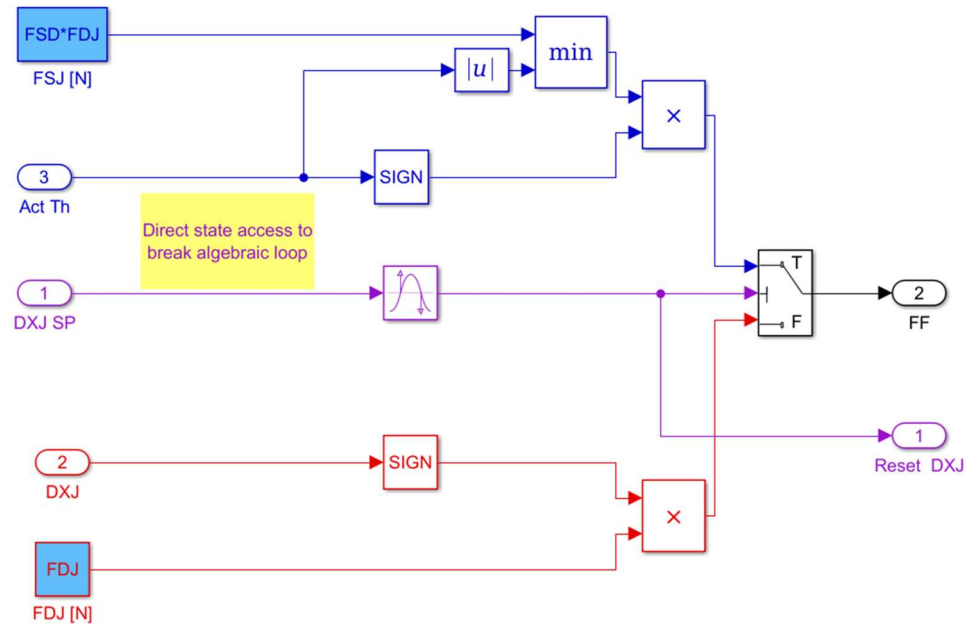 FSD*FDJ
FSJ [N]
|u|
min
×
3
Act Th
SIGN
Direct state access to
break algebraic loop
1
DXJ SP
T
F
2
FF
1
Reset  DXJ
2
DXJ
SIGN
×
FDJ
FDJ [N]